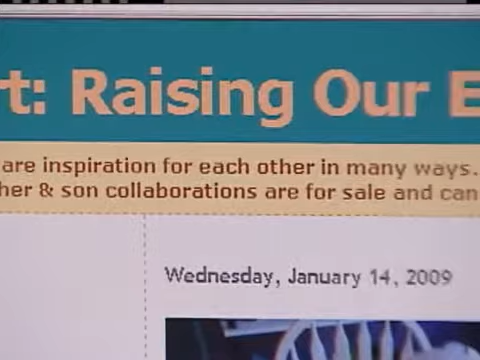 t: Raising Our E
are inspiration for each other in many ways.
her & son collaborations are for sale and can
Wednesday, January 14, 2009